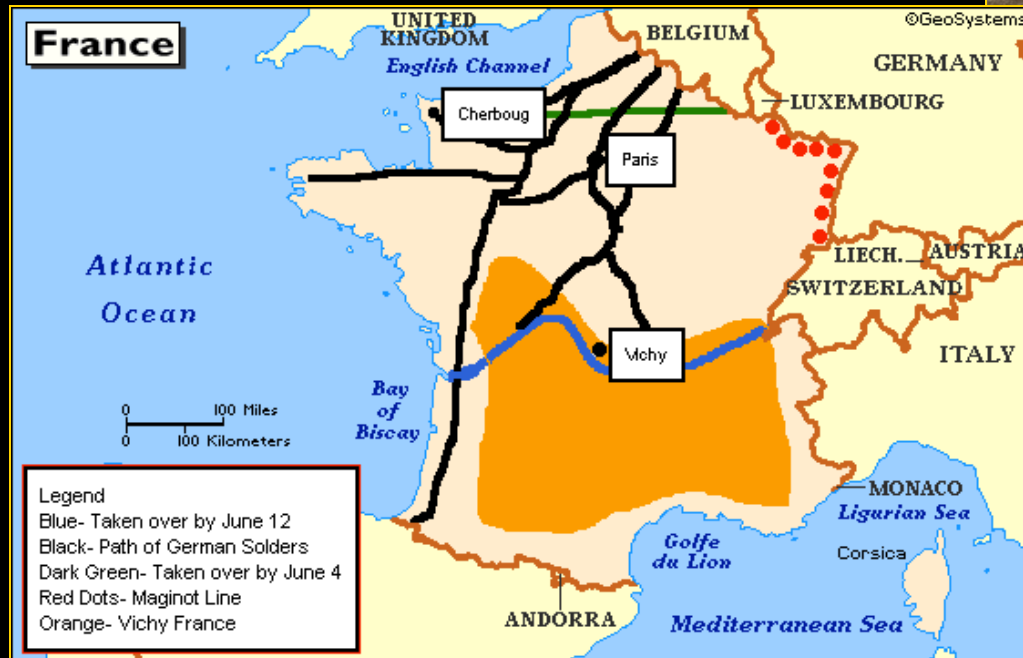 France
©GeoSystems
UNITED
KINGDOM
BELGIUM
English Channel
GERMANY
LUXEMBOURG
Cherboug
Paris
LIECH.
AUSTRIA
SWITZERLAND
Atlantic
Ocean
Vichy
ITALY
Bay
of
Biscay
0 100 Miles
0 100 Kilometers
MONACO
Ligurian Sea
Golfe
du Lion
Corsica
ANDORRA
Mediterranean Sea
Legend
Blue- Taken over by June 12
Black- Path of German Solders
Dark Green- Taken over by June 4
Red Dots- Maginot Line
Orange- Vichy France